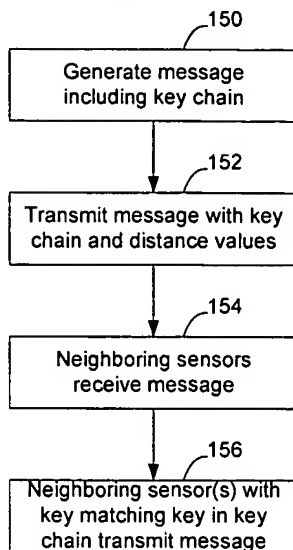 150
Generate message
including key chain
152
Transmit message with key
chain and distance values
154
Neighboring sensors
receive message
156
Neighboring sensor(s) with
key matching key in key
chain transmit message